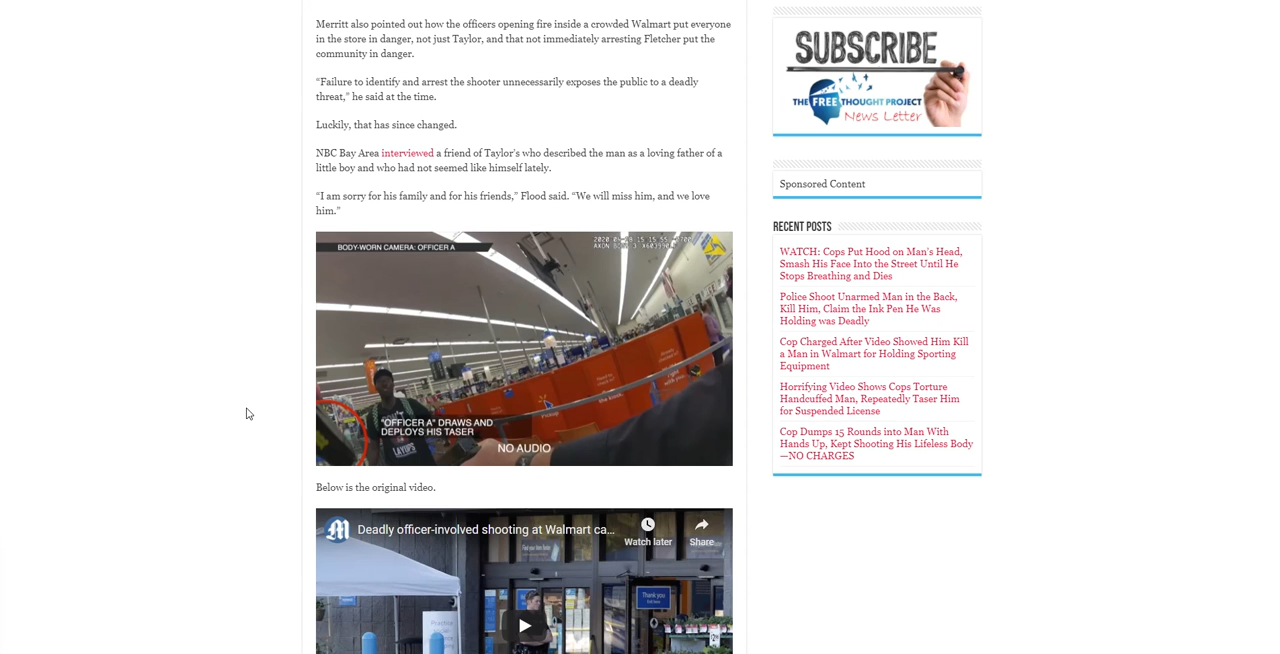 Merritt also pointed out how the officers opening fire inside a crowded Walmart put everyone
in the store in danger, not just Taylor, and that not immediately arresting Fletcher put the
community in danger.
“Failure to identify and arrest the shooter unnecessarily exposes the public to a deadly
threat,” he said at the time.
Luckily, that has since changed.
NBC Bay Area interviewed a friend of Taylor’s who described the man as a loving father of a
little boy and who had not seemed like himself lately.
“I am sorry for his family and for his friends,” Flood said. “We will miss him, and we love
him.”
BODY-WORN CAMERA: OFFICER A
"OFFICER A" DRAWS AND
DEPLOYS HIS TASER
NO AUDIO
Below is the original video.
Deadly officer-involved shooting at Walmart ca...
Watch later
Share
Thank you
SUBSCRIBE
THE FREE THOUGHT PROJECT
News Letter
Sponsored Content
RECENT POSTS
WATCH: Cops Put Hood on Man’s Head,
Smash His Face Into the Street Until He
Stops Breathing and Dies
Police Shoot Unarmed Man in the Back,
Kill Him, Claim the Ink Pen He Was
Holding was Deadly
Cop Charged After Video Showed Him Kill
a Man in Walmart for Holding Sporting
Equipment
Horrifying Video Shows Cops Torture
Handcuffed Man, Repeatedly Taser Him
for Suspended License
Cop Dumps 15 Rounds into Man With
Hands Up, Kept Shooting His Lifeless Body
—NO CHARGES